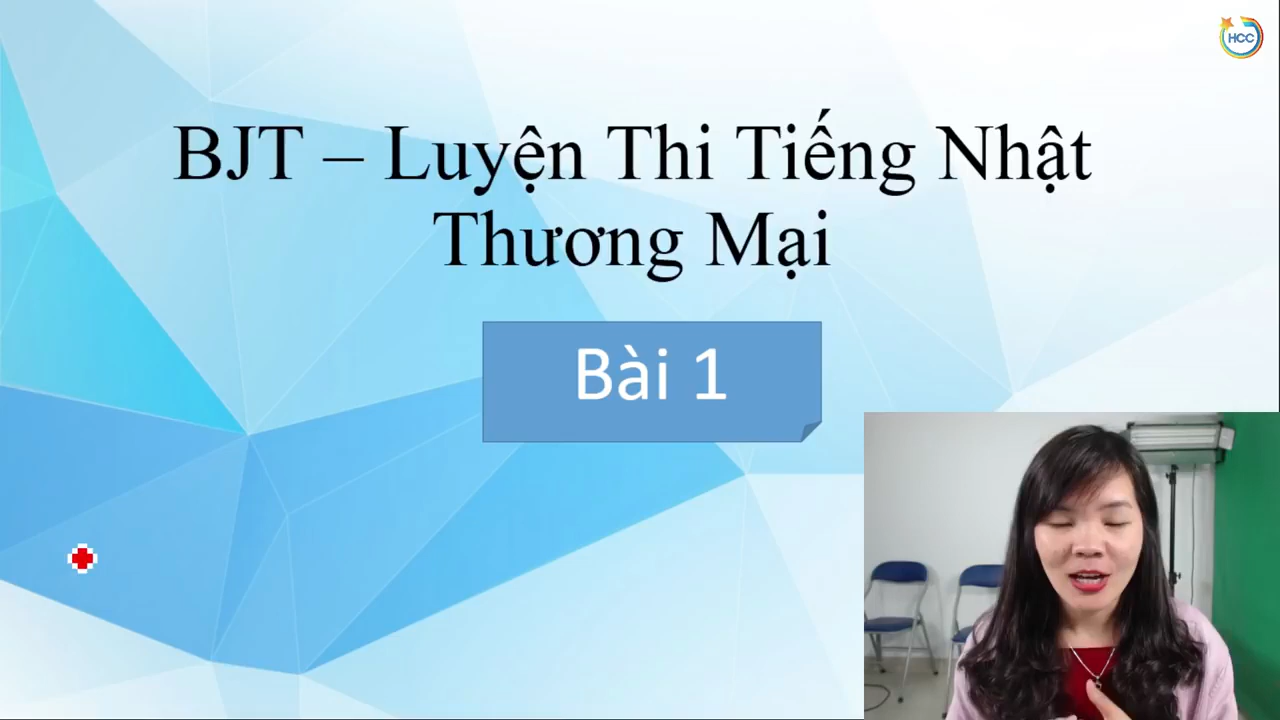 HCC
BJT – Luyện Thi Tiếng Nhật
Thương Mại
Bài 1